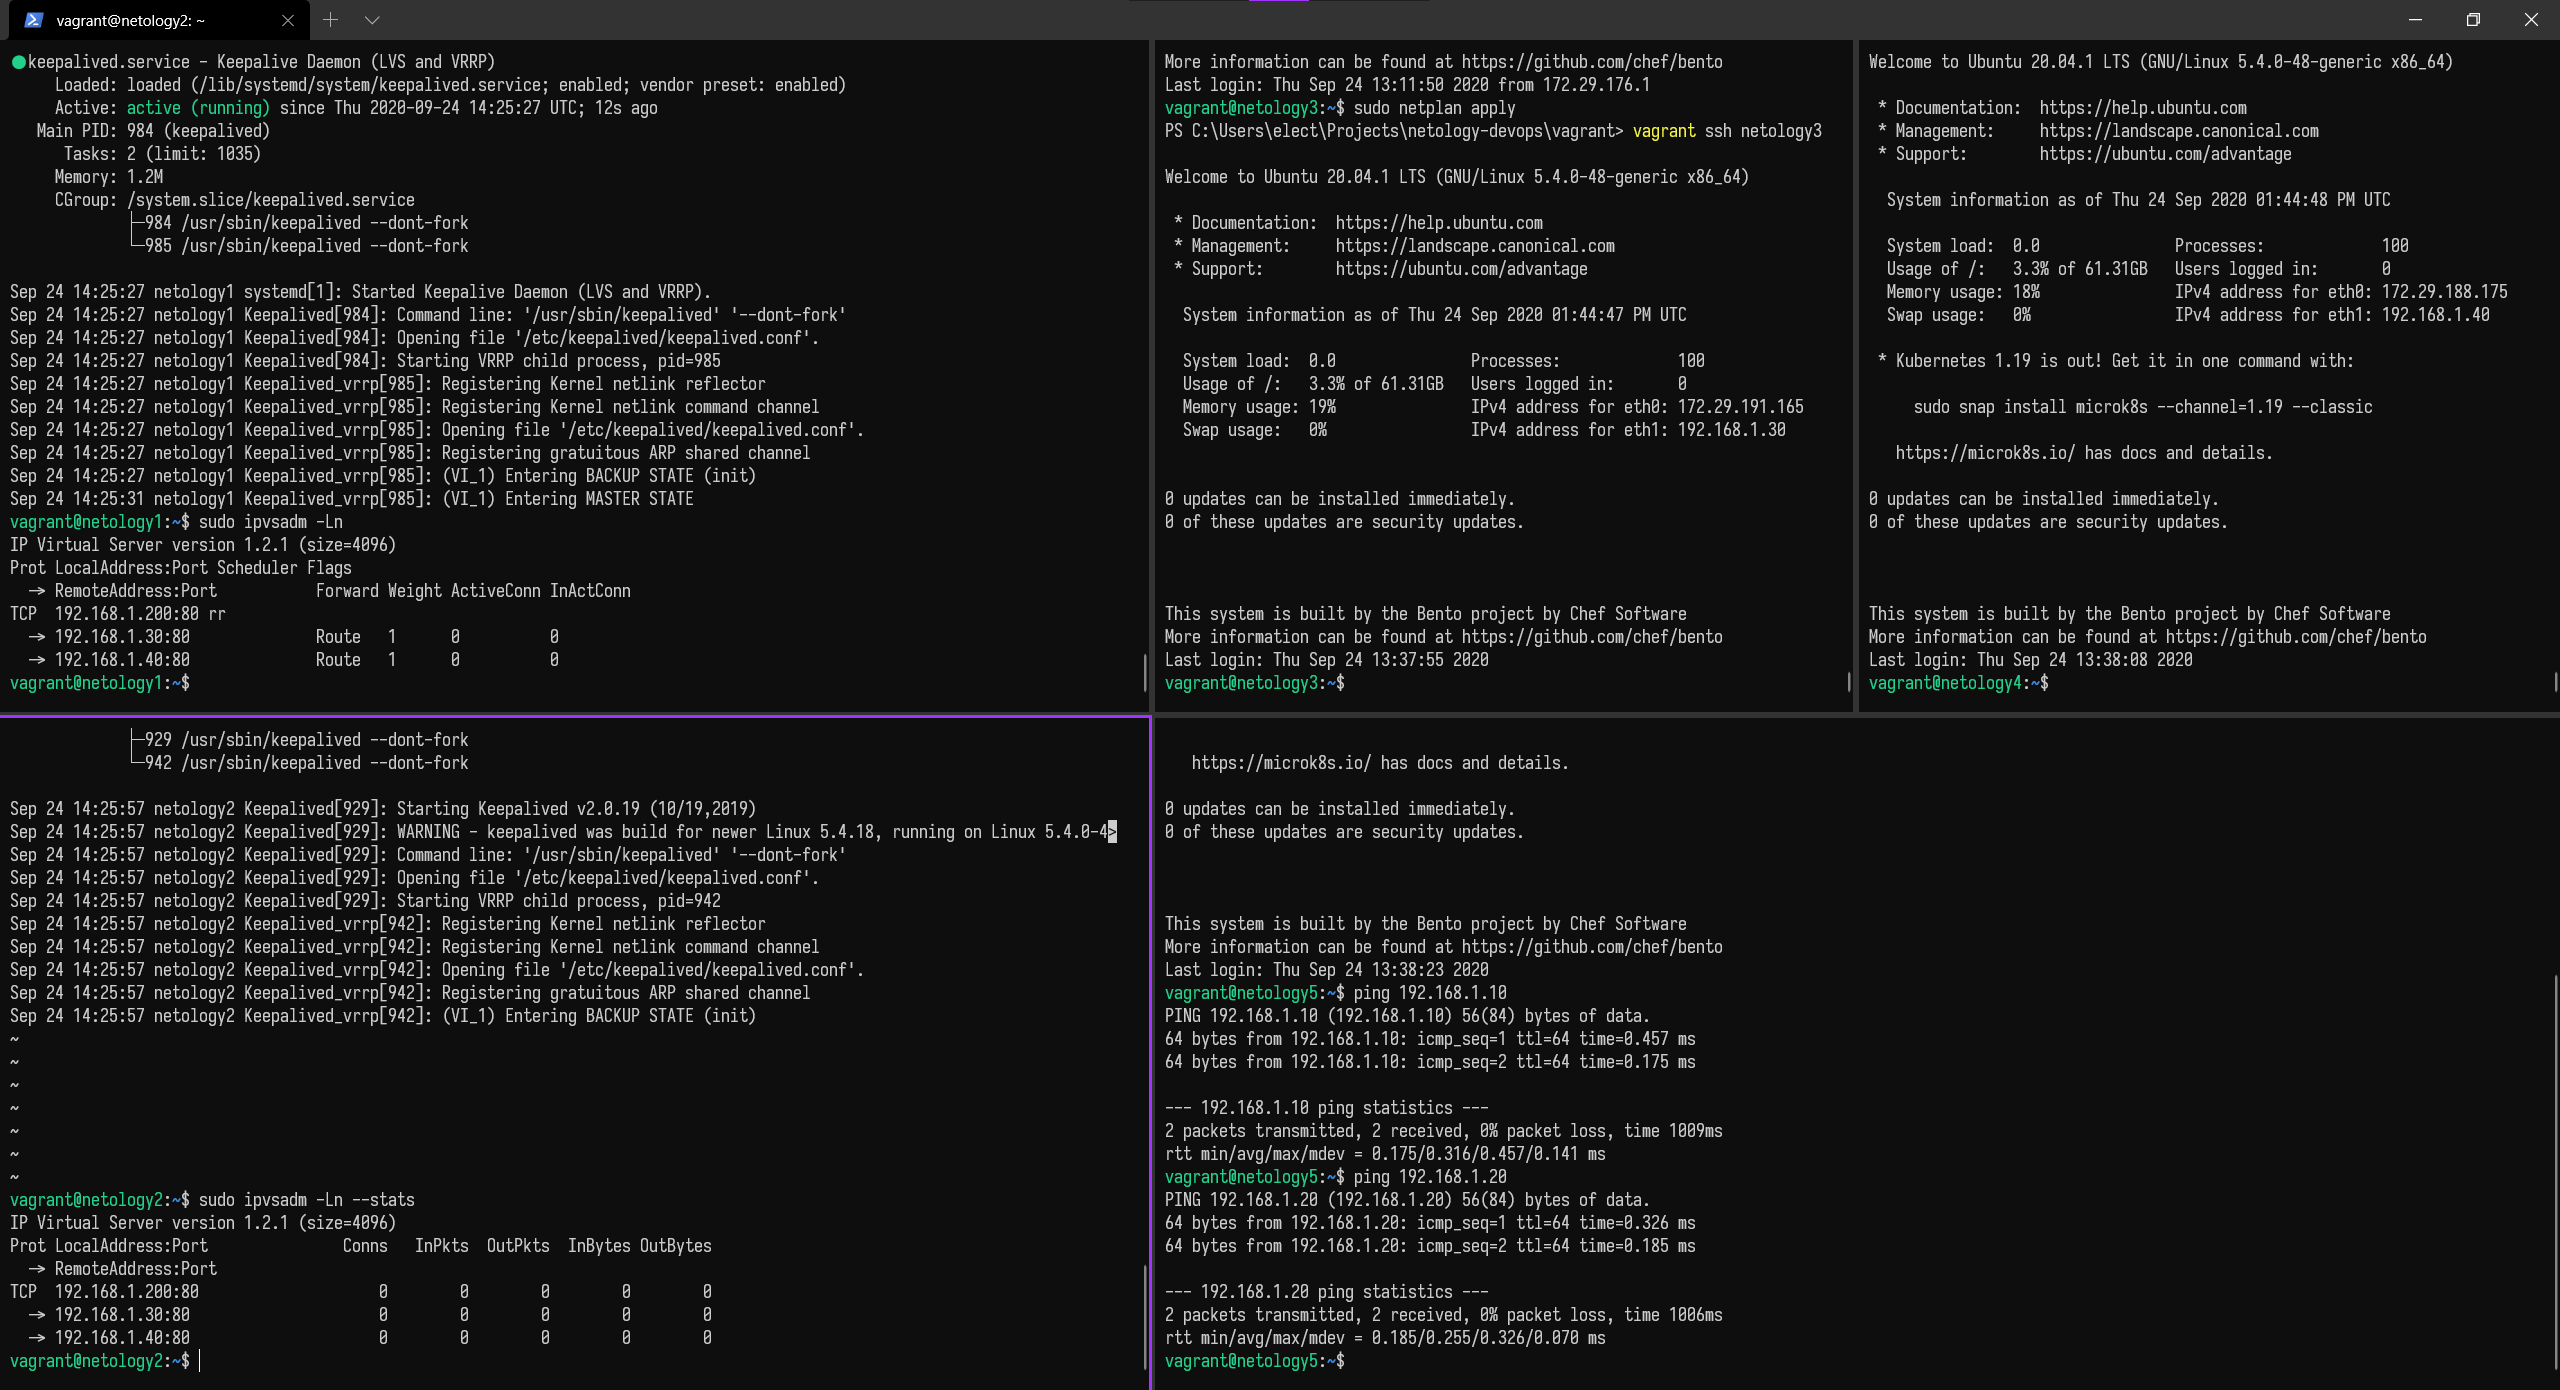 vagrant@netology2: ~
keepalived.service - Keepalive Daemon (LVS and VRRP)
Loaded: loaded (/lib/systemd/system/keepalived.service; enabled; vendor preset: enabled)
Active: active (running) since Thu 2020-09-24 14:25:27 UTC; 12s ago
Main PID: 984 (keepalived)
Tasks: 2 (limit: 1035)
Memory: 1.2M
CGroup: /system.slice/keepalived.service
├─984 /usr/sbin/keepalived --dont-fork
└─985 /usr/sbin/keepalived --dont-fork
Sep 24 14:25:27 netology1 systemd[1]: Started Keepalive Daemon (LVS and VRRP).
Sep 24 14:25:27 netology1 Keepalived[984]: Command line: '/usr/sbin/keepalived' '--dont-fork'
Sep 24 14:25:27 netology1 Keepalived[984]: Opening file '/etc/keepalived/keepalived.conf'.
Sep 24 14:25:27 netology1 Keepalived[984]: Starting VRRP child process, pid=985
Sep 24 14:25:27 netology1 Keepalived_vrrp[985]: Registering Kernel netlink reflector
Sep 24 14:25:27 netology1 Keepalived_vrrp[985]: Registering Kernel netlink command channel
Sep 24 14:25:27 netology1 Keepalived_vrrp[985]: Opening file '/etc/keepalived/keepalived.conf'.
Sep 24 14:25:27 netology1 Keepalived_vrrp[985]: Registering gratuitous ARP shared channel
Sep 24 14:25:27 netology1 Keepalived_vrrp[985]: (VI_1) Entering BACKUP STATE (init)
Sep 24 14:25:31 netology1 Keepalived_vrrp[985]: (VI_1) Entering MASTER STATE
vagrant@netology1:~$ sudo ipvsadm -Ln
IP Virtual Server version 1.2.1 (size=4096)
Prot LocalAddress:Port Scheduler Flags
-> RemoteAddress:Port Forward Weight ActiveConn InActConn
TCP 192.168.1.200:80 rr
-> 192.168.1.30:80 Route 1 0 0
-> 192.168.1.40:80 Route 1 0 0
vagrant@netology1:~$
More information can be found at https://github.com/chef/bento
Last login: Thu Sep 24 13:11:50 2020 from 172.29.176.1
vagrant@netology3:~$ sudo netplan apply
PS C:\Users\elect\Projects\netology-devops\vagrant> vagrant ssh netology3
Welcome to Ubuntu 20.04.1 LTS (GNU/Linux 5.4.0-48-generic x86_64)
* Documentation: https://help.ubuntu.com
* Management: https://landscape.canonical.com
* Support: https://ubuntu.com/advantage
System information as of Thu 24 Sep 2020 01:44:47 PM UTC
System load: 0.0 Processes: 100
Usage of /: 3.3% of 61.31GB Users logged in: 0
Memory usage: 19% IPv4 address for eth0: 172.29.191.165
Swap usage: 0% IPv4 address for eth1: 192.168.1.30
0 updates can be installed immediately.
0 of these updates are security updates.
This system is built by the Bento project by Chef Software
More information can be found at https://github.com/chef/bento
Last login: Thu Sep 24 13:37:55 2020
vagrant@netology3:~$
Welcome to Ubuntu 20.04.1 LTS (GNU/Linux 5.4.0-48-generic x86_64)
* Documentation: https://help.ubuntu.com
* Management: https://landscape.canonical.com
* Support: https://ubuntu.com/advantage
System information as of Thu 24 Sep 2020 01:44:48 PM UTC
System load: 0.0 Processes: 100
Usage of /: 3.3% of 61.31GB Users logged in: 0
Memory usage: 18% IPv4 address for eth0: 172.29.188.175
Swap usage: 0% IPv4 address for eth1: 192.168.1.40
* Kubernetes 1.19 is out! Get it in one command with:
sudo snap install microk8s --channel=1.19 --classic
https://microk8s.io/ has docs and details.
0 updates can be installed immediately.
0 of these updates are security updates.
This system is built by the Bento project by Chef Software
More information can be found at https://github.com/chef/bento
Last login: Thu Sep 24 13:38:08 2020
vagrant@netology4:~$
├─929 /usr/sbin/keepalived --dont-fork
└─942 /usr/sbin/keepalived --dont-fork
Sep 24 14:25:57 netology2 Keepalived[929]: Starting Keepalived v2.0.19 (10/19,2019)
Sep 24 14:25:57 netology2 Keepalived[929]: WARNING - keepalived was build for newer Linux 5.4.18, running on Linux 5.4.0-4>
Sep 24 14:25:57 netology2 Keepalived[929]: Command line: '/usr/sbin/keepalived' '--dont-fork'
Sep 24 14:25:57 netology2 Keepalived[929]: Opening file '/etc/keepalived/keepalived.conf'.
Sep 24 14:25:57 netology2 Keepalived[929]: Starting VRRP child process, pid=942
Sep 24 14:25:57 netology2 Keepalived_vrrp[942]: Registering Kernel netlink reflector
Sep 24 14:25:57 netology2 Keepalived_vrrp[942]: Registering Kernel netlink command channel
Sep 24 14:25:57 netology2 Keepalived_vrrp[942]: Opening file '/etc/keepalived/keepalived.conf'.
Sep 24 14:25:57 netology2 Keepalived_vrrp[942]: Registering gratuitous ARP shared channel
Sep 24 14:25:57 netology2 Keepalived_vrrp[942]: (VI_1) Entering BACKUP STATE (init)
~
~
~
~
~
~
~
vagrant@netology2:~$ sudo ipvsadm -Ln --stats
IP Virtual Server version 1.2.1 (size=4096)
Prot LocalAddress:Port Conns InPkts OutPkts InBytes OutBytes
-> RemoteAddress:Port
TCP 192.168.1.200:80 0 0 0 0 0
-> 192.168.1.30:80 0 0 0 0 0
-> 192.168.1.40:80 0 0 0 0 0
vagrant@netology2:~$
https://microk8s.io/ has docs and details.
0 updates can be installed immediately.
0 of these updates are security updates.
This system is built by the Bento project by Chef Software
More information can be found at https://github.com/chef/bento
Last login: Thu Sep 24 13:38:23 2020
vagrant@netology5:~$ ping 192.168.1.10
PING 192.168.1.10 (192.168.1.10) 56(84) bytes of data.
64 bytes from 192.168.1.10: icmp_seq=1 ttl=64 time=0.457 ms
64 bytes from 192.168.1.10: icmp_seq=2 ttl=64 time=0.175 ms
--- 192.168.1.10 ping statistics ---
2 packets transmitted, 2 received, 0% packet loss, time 1009ms
rtt min/avg/max/mdev = 0.175/0.316/0.457/0.141 ms
vagrant@netology5:~$ ping 192.168.1.20
PING 192.168.1.20 (192.168.1.20) 56(84) bytes of data.
64 bytes from 192.168.1.20: icmp_seq=1 ttl=64 time=0.326 ms
64 bytes from 192.168.1.20: icmp_seq=2 ttl=64 time=0.185 ms
--- 192.168.1.20 ping statistics ---
2 packets transmitted, 2 received, 0% packet loss, time 1006ms
rtt min/avg/max/mdev = 0.185/0.255/0.326/0.070 ms
vagrant@netology5:~$